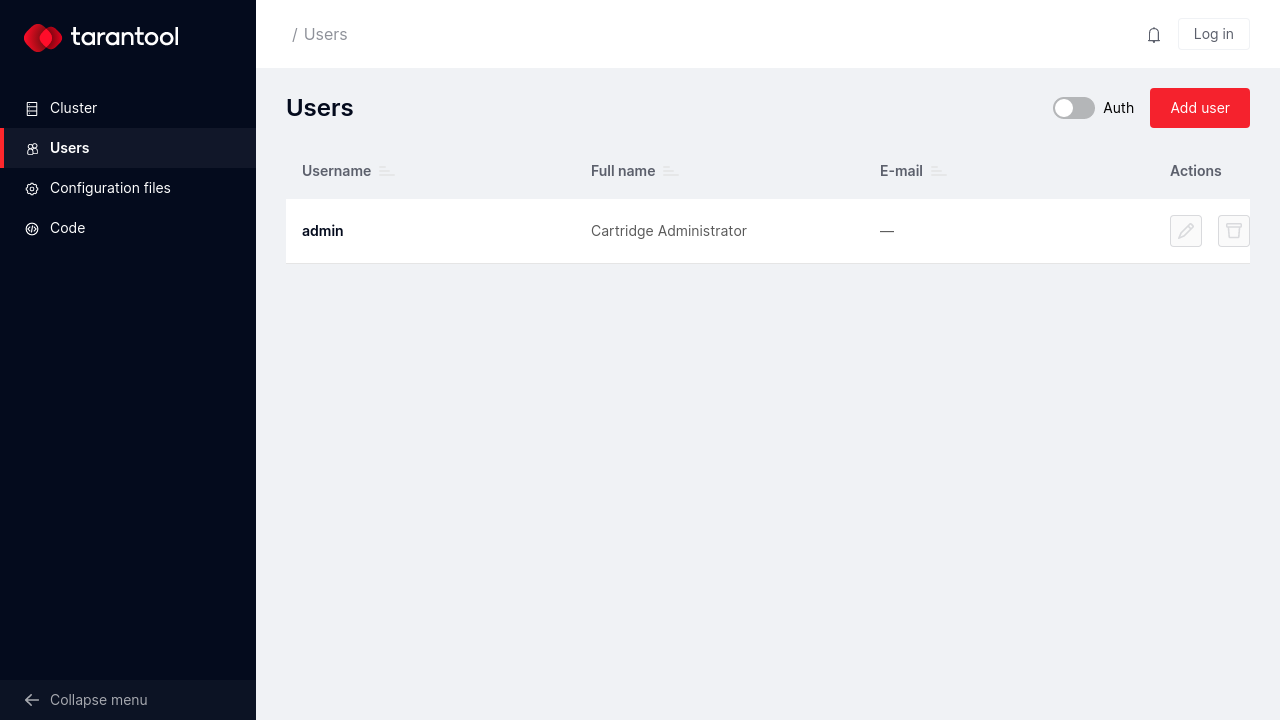 tarantool
Cluster
Users
Configuration files
Code
Collapse menu
/ Users
Log in
Users
Auth
Add user
Username Full name E-mail Actions
admin Cartridge Administrator —